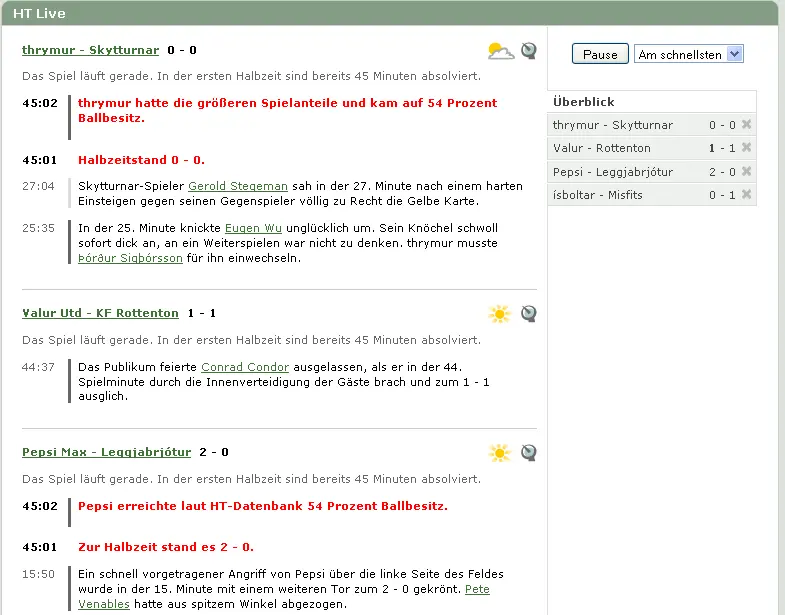 HT Live
thrymur - Skytturnar 0 - 0
Das Spiel läuft gerade. In der ersten Halbzeit sind bereits 45 Minuten absolviert.
45:02 thrymur hatte die größeren Spielanteile und kam auf 54 Prozent
Ballbesitz.
45:01 Halbzeitstand 0 - 0.
27:04 Skytturnar-Spieler Gerold Stegeman sah in der 27. Minute nach einem harten
Einsteigen gegen seinen Gegenspieler völlig zu Recht die Gelbe Karte.
25:35 In der 25. Minute knickte Eugen Wu unglücklich um. Sein Knöchel schwoll
sofort dick an, an ein Weiterspielen war nicht zu denken. thrymur musste
Þórður Sigþórsson für ihn einwechseln.
Valur Utd - KF Rottenton 1 - 1
Das Spiel läuft gerade. In der ersten Halbzeit sind bereits 45 Minuten absolviert.
44:37 Das Publikum feierte Conrad Condor ausgelassen, als er in der 44.
Spielminute durch die Innenverteidigung der Gäste brach und zum 1 - 1
ausglich.
Pepsi Max - Leggjabrjótur 2 - 0
Das Spiel läuft gerade. In der ersten Halbzeit sind bereits 45 Minuten absolviert.
45:02 Pepsi erreichte laut HT-Datenbank 54 Prozent Ballbesitz.
45:01 Zur Halbzeit stand es 2 - 0.
15:50 Ein schnell vorgetragener Angriff von Pepsi über die linke Seite des Feldes
wurde in der 15. Minute mit einem weiteren Tor zum 2 - 0 gekrönt. Pete
Venables hatte aus spitzem Winkel abgezogen.
Pause Am schnellsten
Überblick
thrymur - Skytturnar 0 - 0
Valur - Rottenton 1 - 1
Pepsi - Leggjabrjótur 2 - 0
ísboltar - Misfits 0 - 1